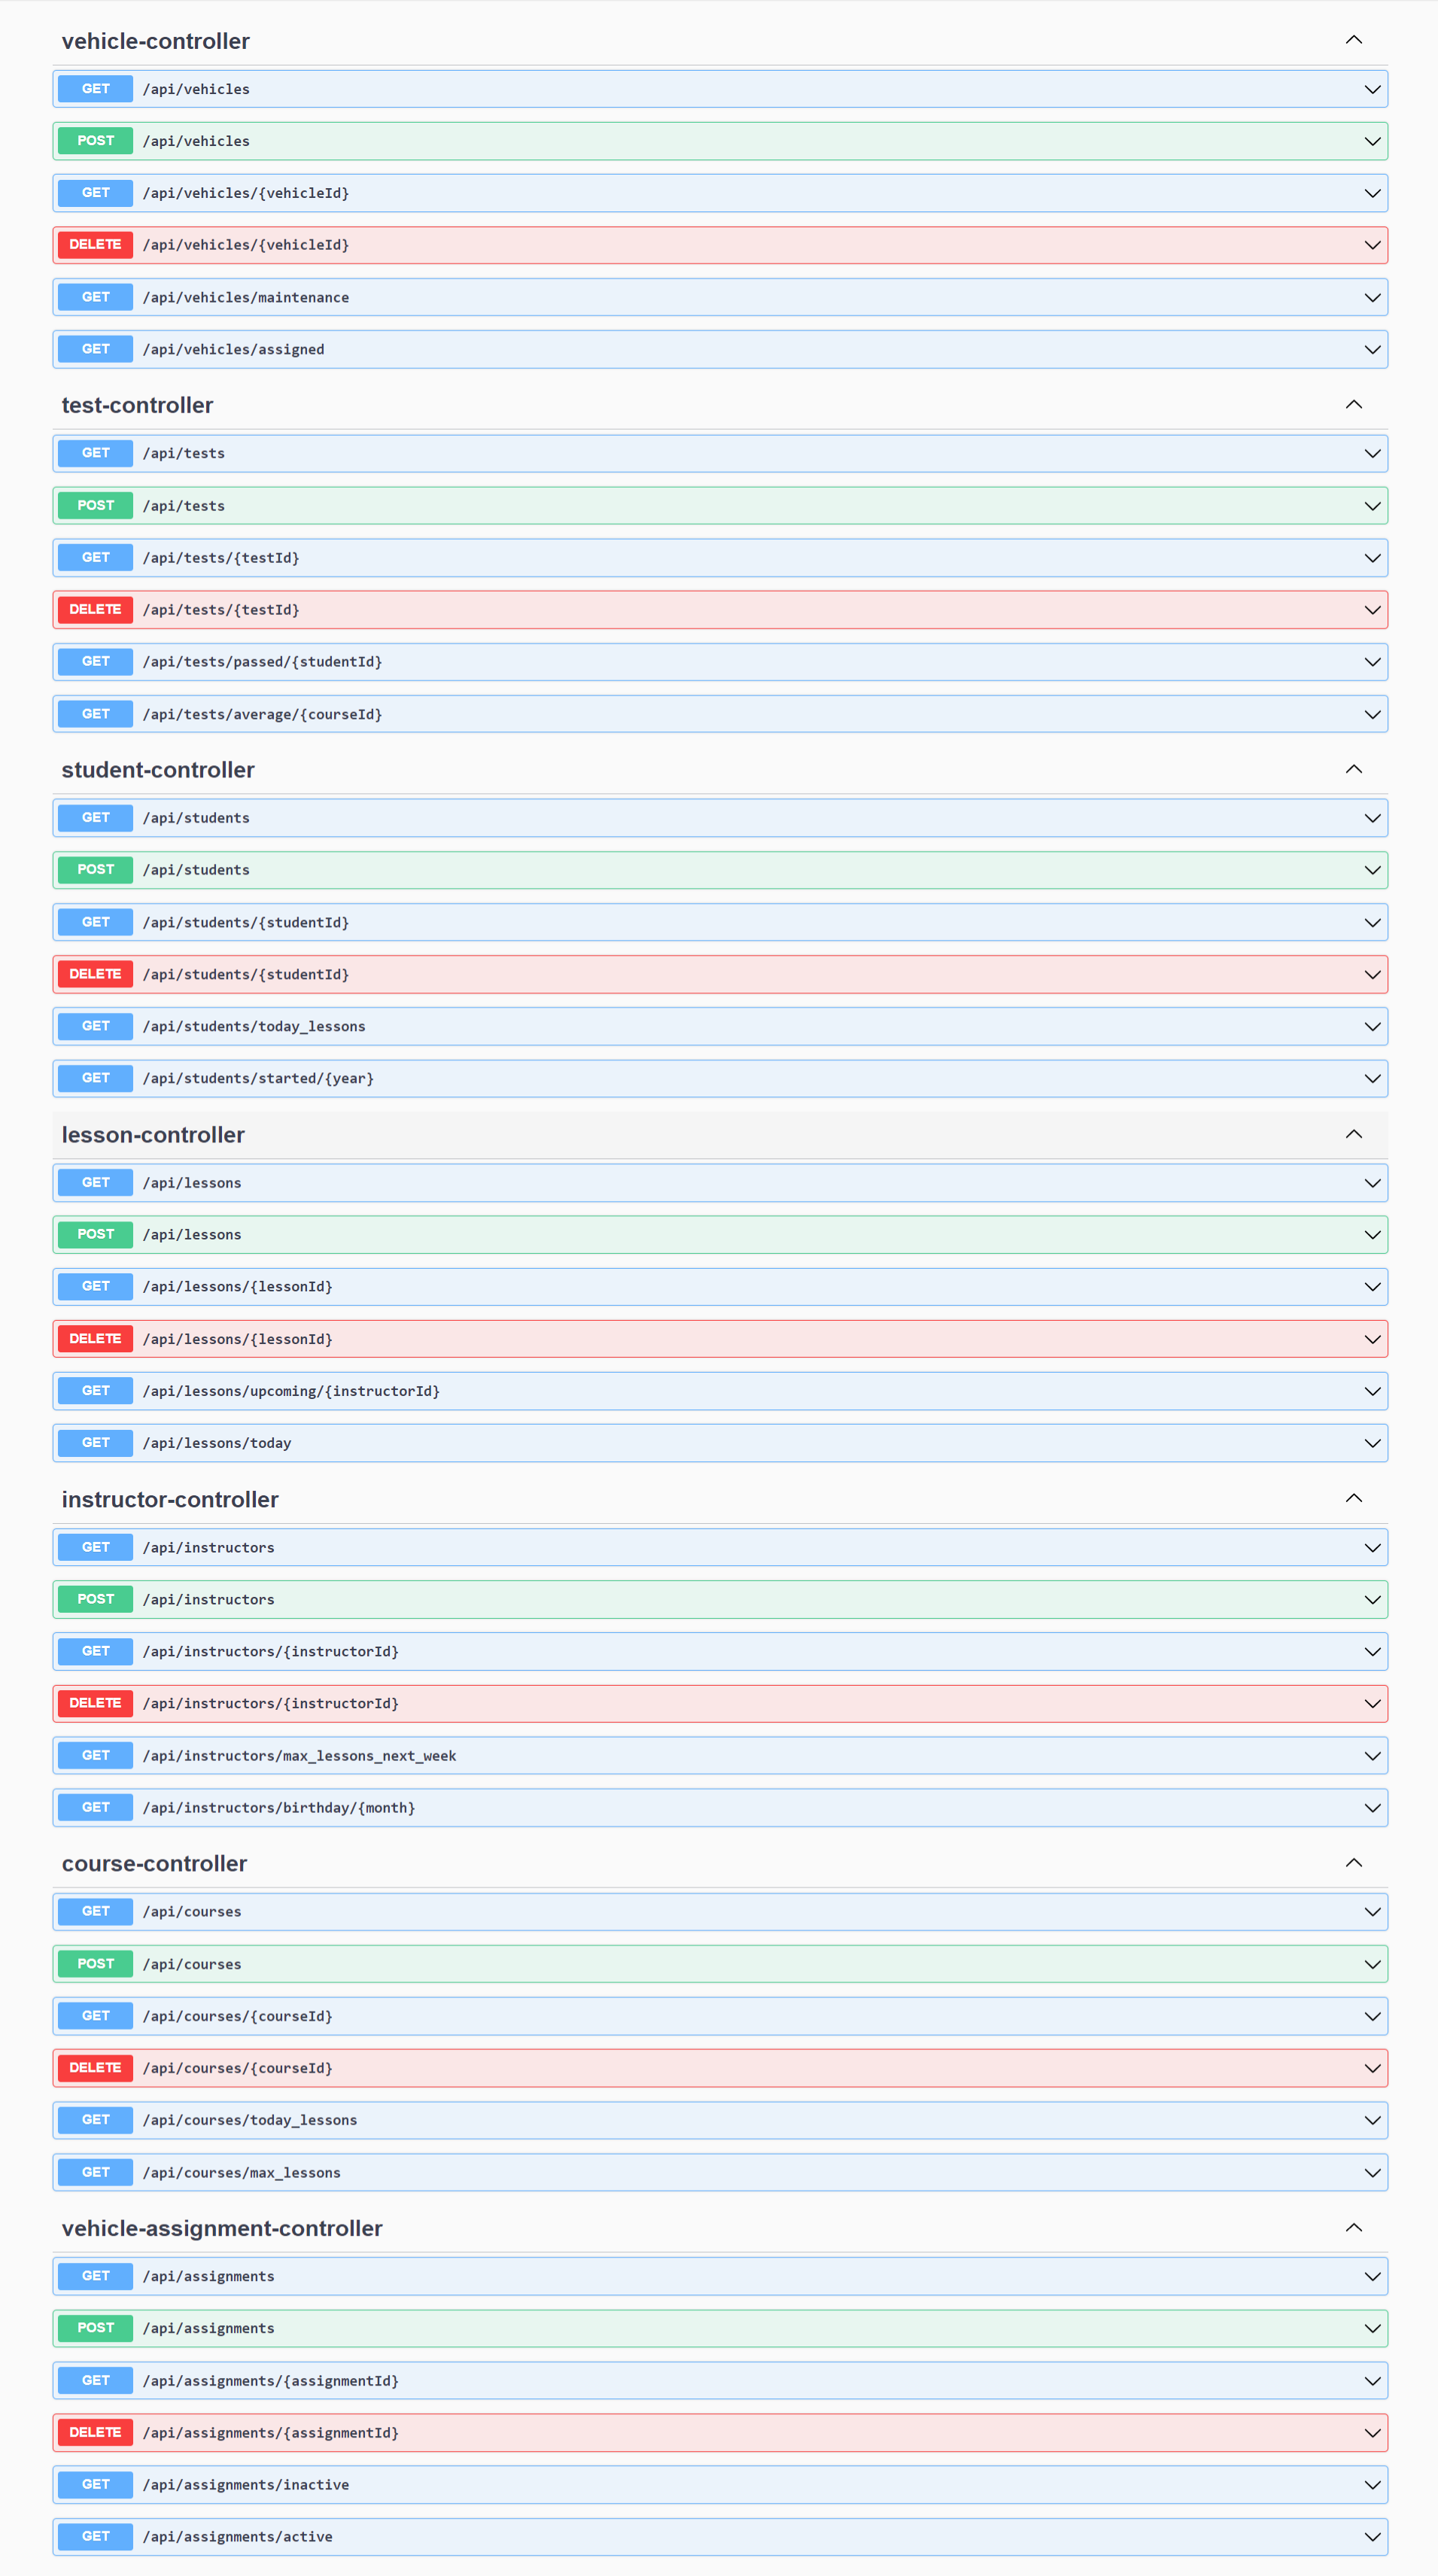 vehicle-controller
GET /api/vehicles
POST /api/vehicles
GET /api/vehicles/{vehicleId}
DELETE /api/vehicles/{vehicleId}
GET /api/vehicles/maintenance
GET /api/vehicles/assigned
test-controller
GET /api/tests
POST /api/tests
GET /api/tests/{testId}
DELETE /api/tests/{testId}
GET /api/tests/passed/{studentId}
GET /api/tests/average/{courseId}
student-controller
GET /api/students
POST /api/students
GET /api/students/{studentId}
DELETE /api/students/{studentId}
GET /api/students/today_lessons
GET /api/students/started/{year}
lesson-controller
GET /api/lessons
POST /api/lessons
GET /api/lessons/{lessonId}
DELETE /api/lessons/{lessonId}
GET /api/lessons/upcoming/{instructorId}
GET /api/lessons/today
instructor-controller
GET /api/instructors
POST /api/instructors
GET /api/instructors/{instructorId}
DELETE /api/instructors/{instructorId}
GET /api/instructors/max_lessons_next_week
GET /api/instructors/birthday/{month}
course-controller
GET /api/courses
POST /api/courses
GET /api/courses/{courseId}
DELETE /api/courses/{courseId}
GET /api/courses/today_lessons
GET /api/courses/max_lessons
vehicle-assignment-controller
GET /api/assignments
POST /api/assignments
GET /api/assignments/{assignmentId}
DELETE /api/assignments/{assignmentId}
GET /api/assignments/inactive
GET /api/assignments/active